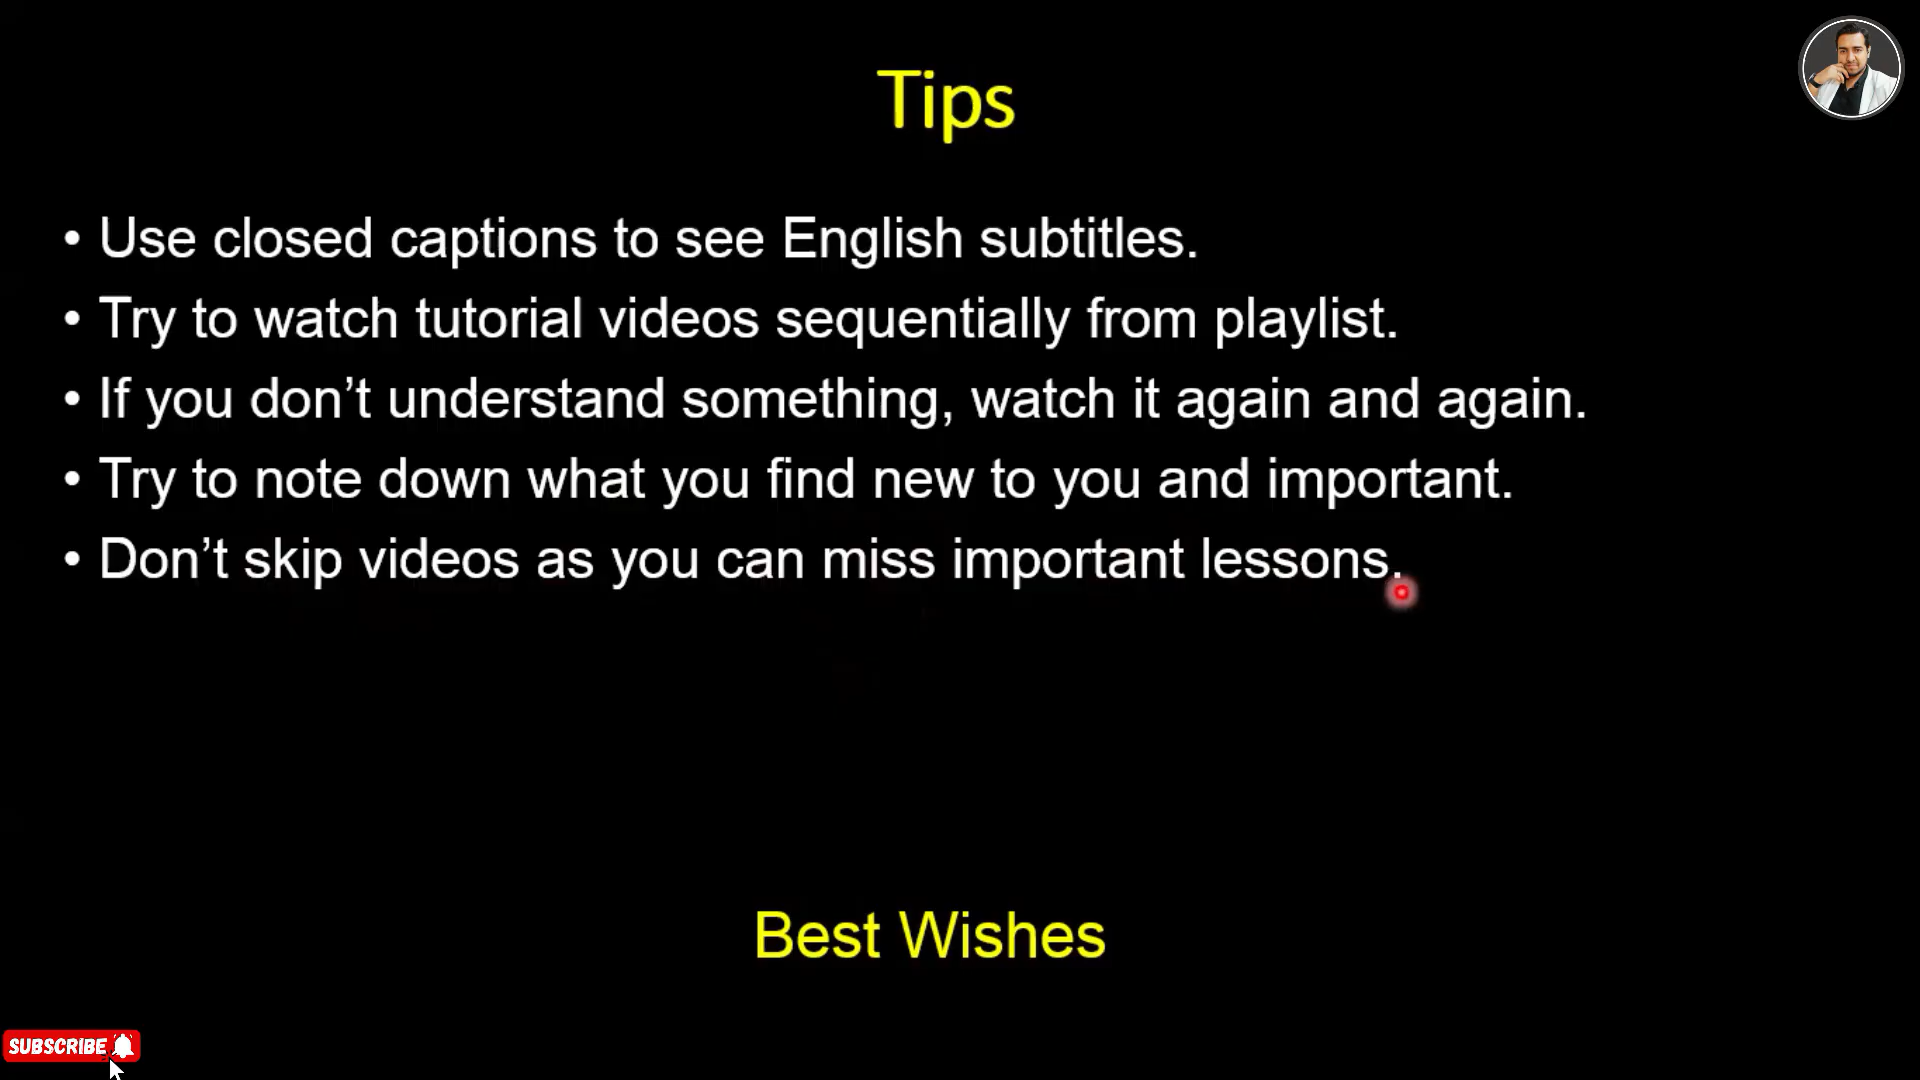 Tips
• Use closed captions to see English subtitles.
• Try to watch tutorial videos sequentially from playlist.
• If you don’t understand something, watch it again and again.
• Try to note down what you find new to you and important.
• Don’t skip videos as you can miss important lessons.
Best Wishes
SUBSCRIBE